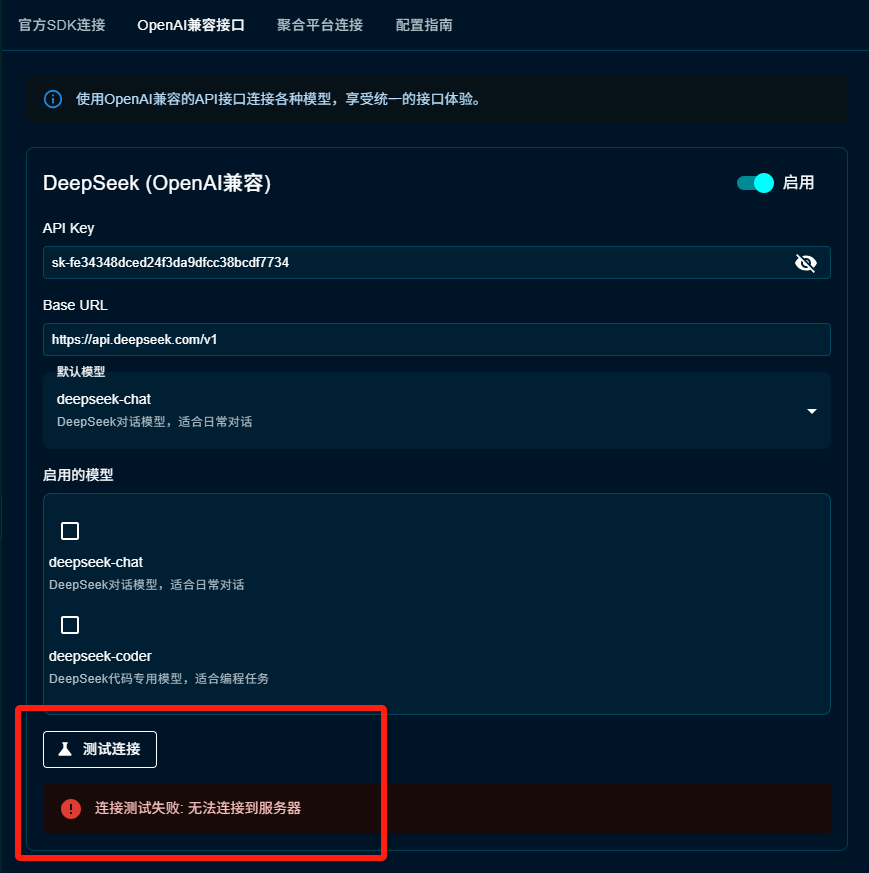 官方SDK连接 OpenAI兼容接口 聚合平台连接 配置指南
使用OpenAI兼容的API接口连接各种模型，享受统一的接口体验。
DeepSeek (OpenAI兼容) 启用
API Key
sk-fe34348dced24f3da9dfcc38bcdf7734
Base URL
https://api.deepseek.com/v1
默认模型
deepseek-chat
DeepSeek对话模型，适合日常对话
启用的模型
deepseek-chat
DeepSeek对话模型，适合日常对话
deepseek-coder
DeepSeek代码专用模型，适合编程任务
测试连接
连接测试失败: 无法连接到服务器